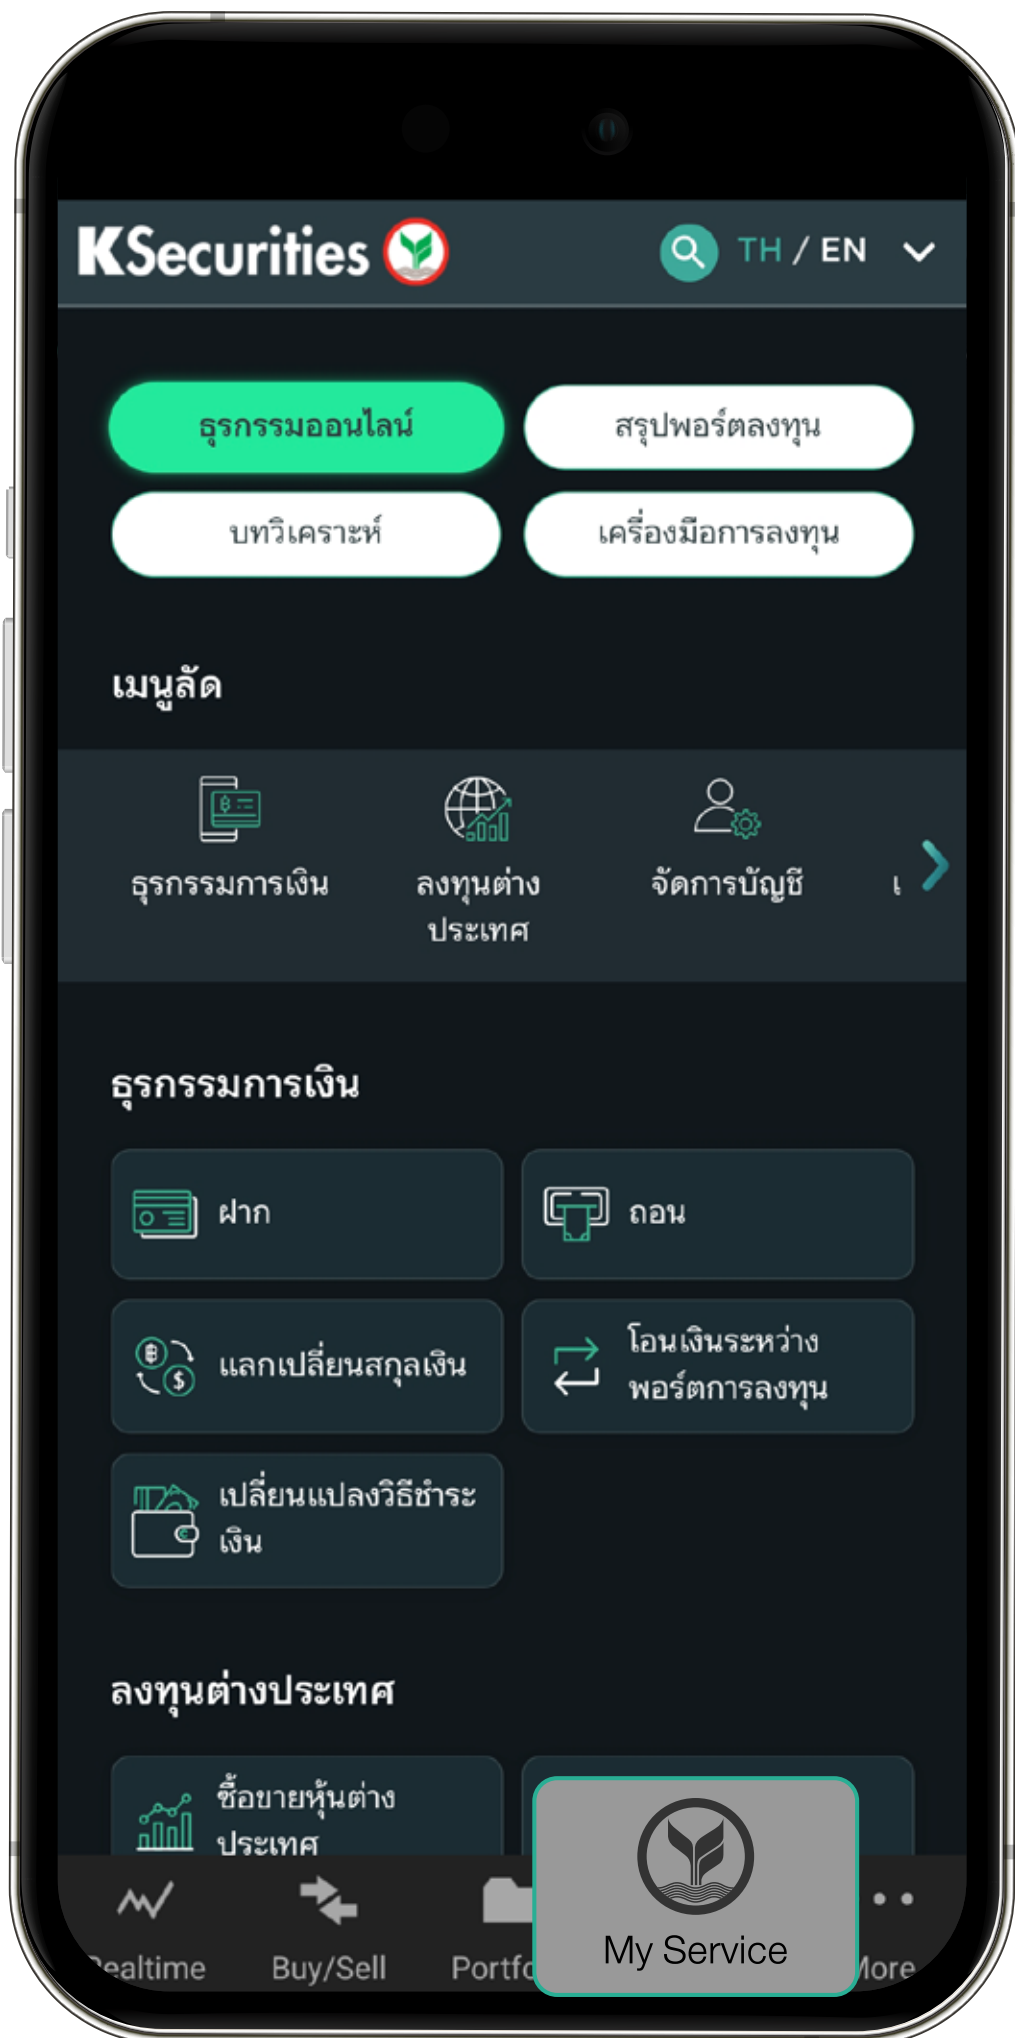 KSecurities
TH / EN
ธุรกรรมออนไลน์
สรุปพอร์ตลงทุน
บทวิเคราะห์
เครื่องมือการลงทุน
เมนูลัด
ธุรกรรมการเงิน
ลงทุนต่าง
ประเทศ
จัดการบัญชี
เ
ธุรกรรมการเงิน
ฝาก
ถอน
แลกเปลี่ยนสกุลเงิน
โอนเงินระหว่าง
พอร์ตการลงทุน
เปลี่ยนแปลงวิธีชำระ
เงิน
ลงทุนต่างประเทศ
ซื้อขายหุ้นต่าง
ประเทศ
Realtime
Buy/Sell
Portfo
My Service
More